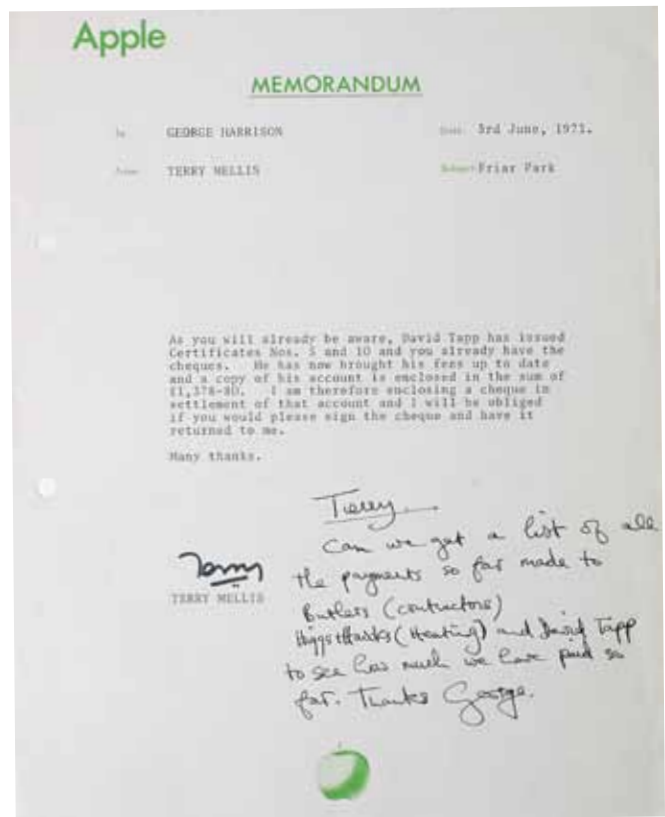 Apple
MEMORANDUM
To GEORGE HARRISON Date: 3rd June, 1971.
From TERRY MELLIS Subject Friar Park
As you will already be aware, David Tapp has issued
Certificates Nos. and 10 and you already have the
cheques. He has now brought his fees up to date
and a copy of his account is enclosed in the sum of
£1,378-80. I am therefore enclosing a cheque in
settlement of that account and I will be obliged
if you would please sign the cheque and have it
returned to me.
Many thanks.
Terry
TERRY MELLIS
Terry
Can we get a list of all
the payments so far made to
Butlers (contractors)
Higgs (Heating) and David Tapp
to see how much we have paid so
far. Thanks George.